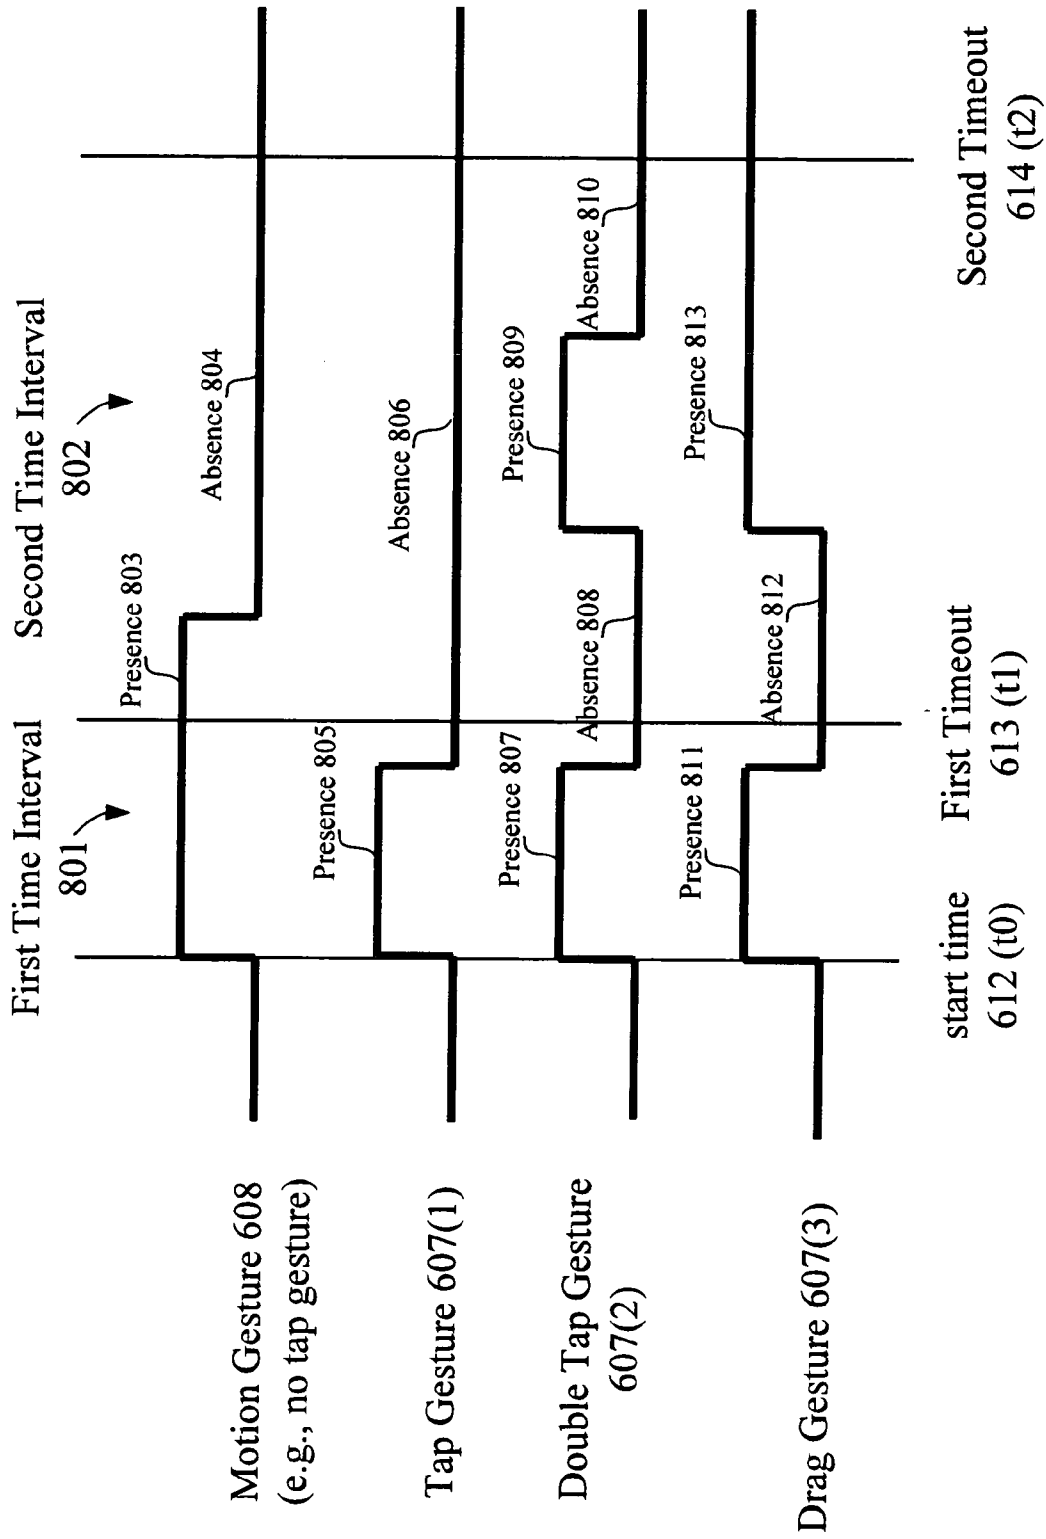 First Time Interval
801
Second Time Interval
802
Motion Gesture 608
(e.g., no tap gesture)
Presence 803
Absence 804
Tap Gesture 607(1)
Presence 805
Absence 806
Double Tap Gesture
607(2)
Presence 807
Absence 808
Presence 809
Absence 810
Drag Gesture 607(3)
Presence 811
Absence 812
Presence 813
start time
612 (t0)
First Timeout
613 (t1)
Second Timeout
614 (t2)